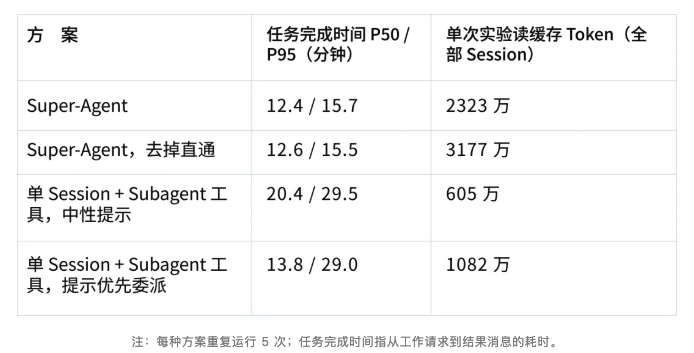 方　案
任务完成时间 P50 /
P95（分钟）
单次实验读缓存 Token（全
部 Session）
Super-Agent
12.4 / 15.7
2323 万
Super-Agent，去掉直通
12.6 / 15.5
3177 万
单 Session + Subagent 工
具，中性提示
20.4 / 29.5
605 万
单 Session + Subagent 工
具，提示优先委派
13.8 / 29.0
1082 万
注：每种方案重复运行 5 次；任务完成时间指从工作请求到结果消息的耗时。